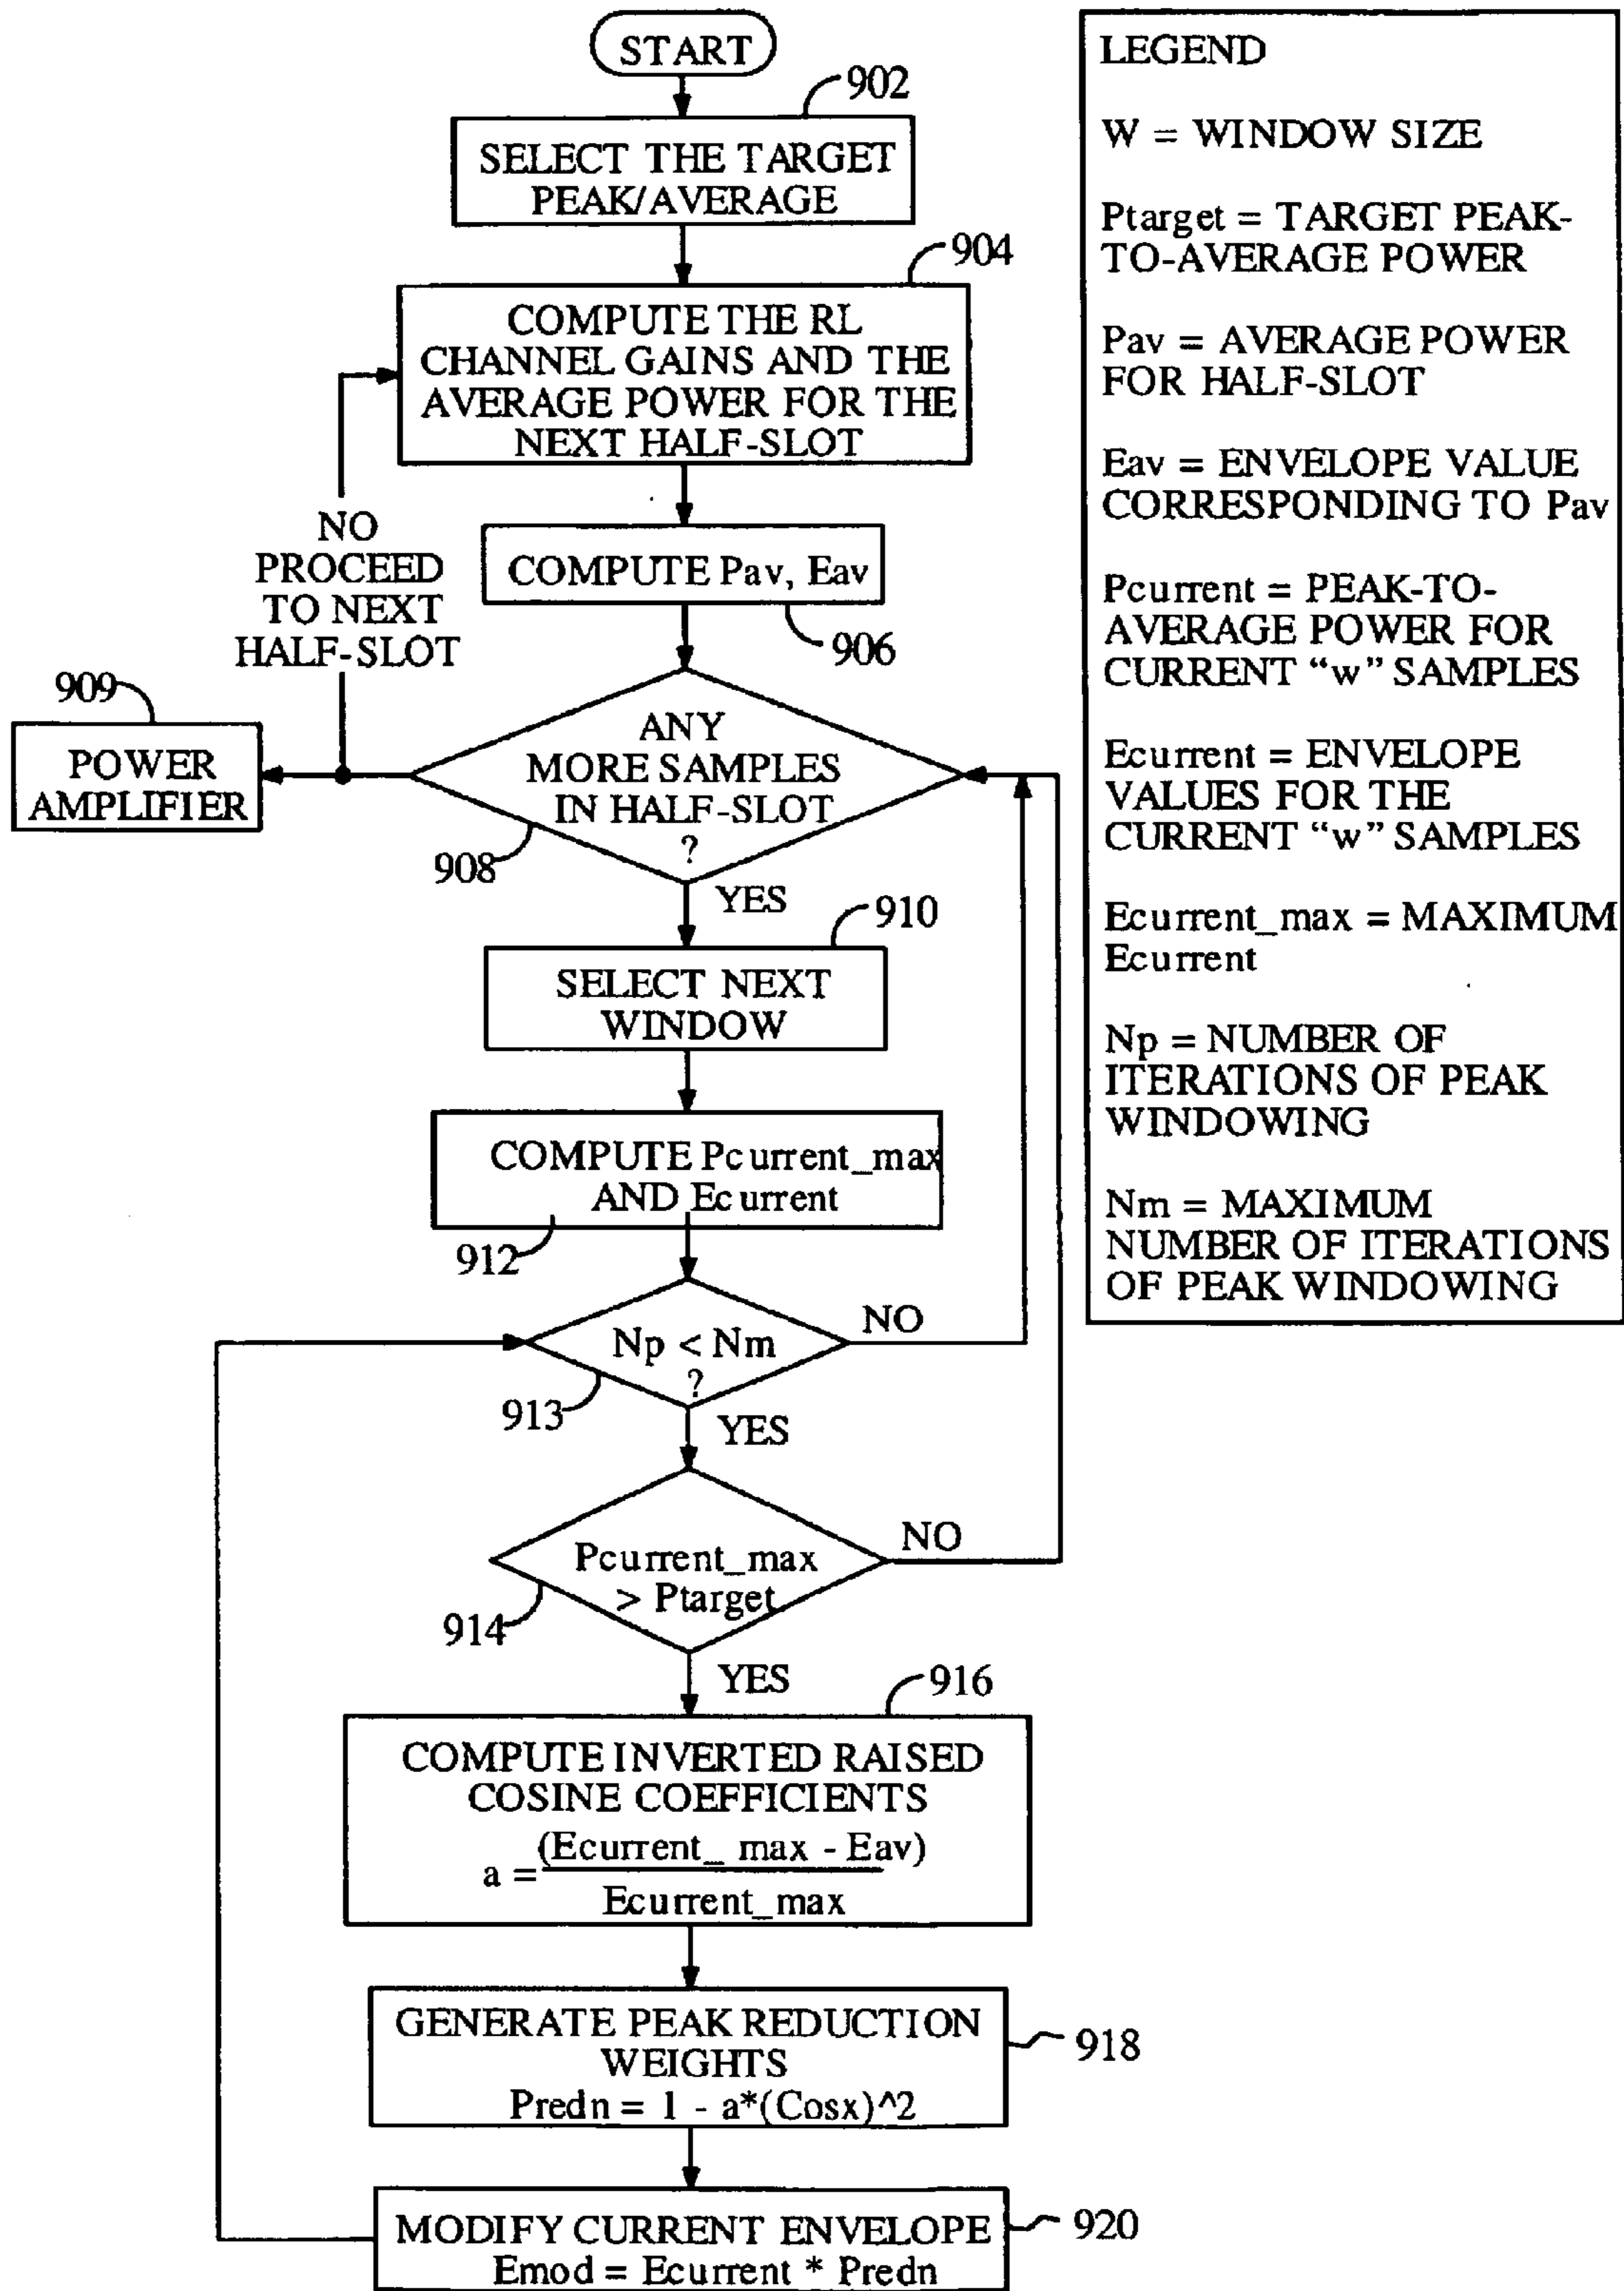 START
902
SELECT THE TARGET
PEAK/AVERAGE
904
COMPUTE THE RL
CHANNEL GAINS AND THE
AVERAGE POWER FOR THE
NEXT HALF-SLOT
NO
PROCEED
TO NEXT
HALF-SLOT
COMPUTE Pav, Eav
906
909
POWER
AMPLIFIER
ANY
MORE SAMPLES
IN HALF-SLOT
?
908
YES
910
SELECT NEXT
WINDOW
COMPUTE Pcurrent_max
AND Ecurrent
912
Np < Nm
?
NO
913
YES
Pcurrent_max
> Ptarget
NO
914
YES
916
COMPUTE INVERTED RAISED
COSINE COEFFICIENTS
a = (Ecurrent_ max - Eav)
Ecurrent_max
GENERATE PEAK REDUCTION
WEIGHTS
Predn = 1 - a*(Cosx)^2
918
MODIFY CURRENT ENVELOPE
Emod = Ecurrent * Predn
920
LEGEND
W = WINDOW SIZE
Ptarget = TARGET PEAK-
TO-AVERAGE POWER
Pav = AVERAGE POWER
FOR HALF-SLOT
Eav = ENVELOPE VALUE
CORRESPONDING TO Pav
Pcurrent = PEAK-TO-
AVERAGE POWER FOR
CURRENT “w” SAMPLES
Ecurrent = ENVELOPE
VALUES FOR THE
CURRENT “w” SAMPLES
Ecurrent_max = MAXIMUM
Ecurrent
Np = NUMBER OF
ITERATIONS OF PEAK
WINDOWING
Nm = MAXIMUM
NUMBER OF ITERATIONS
OF PEAK WINDOWING